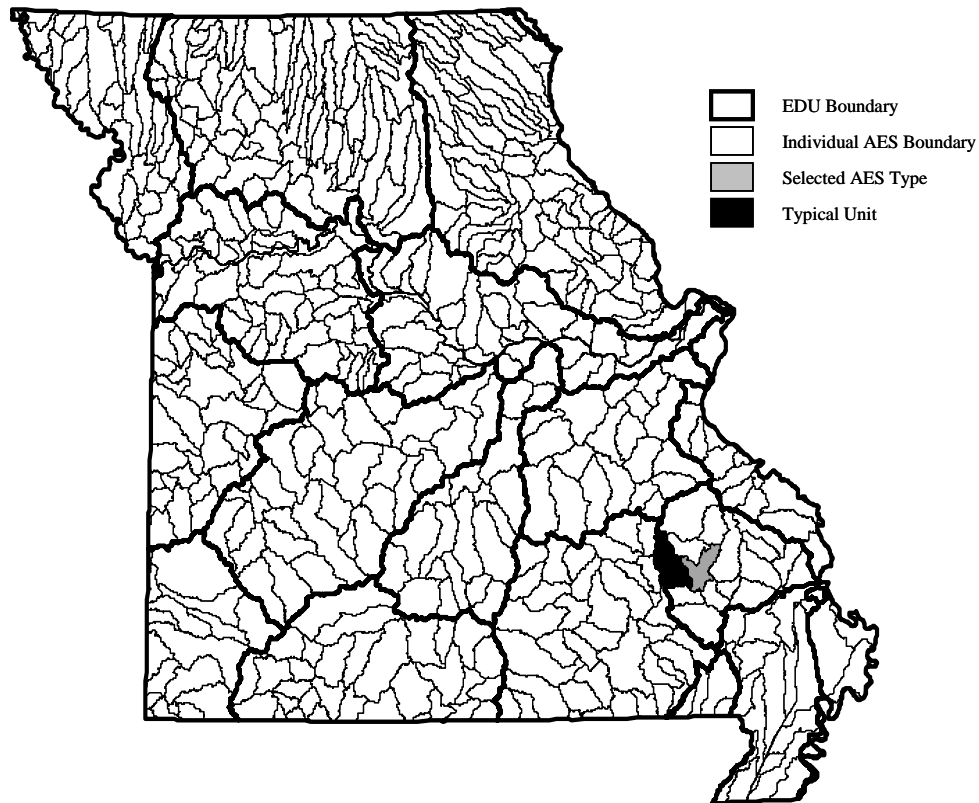 EDU Boundary
Individual AES Boundary
Selected AES Type
Typical Unit